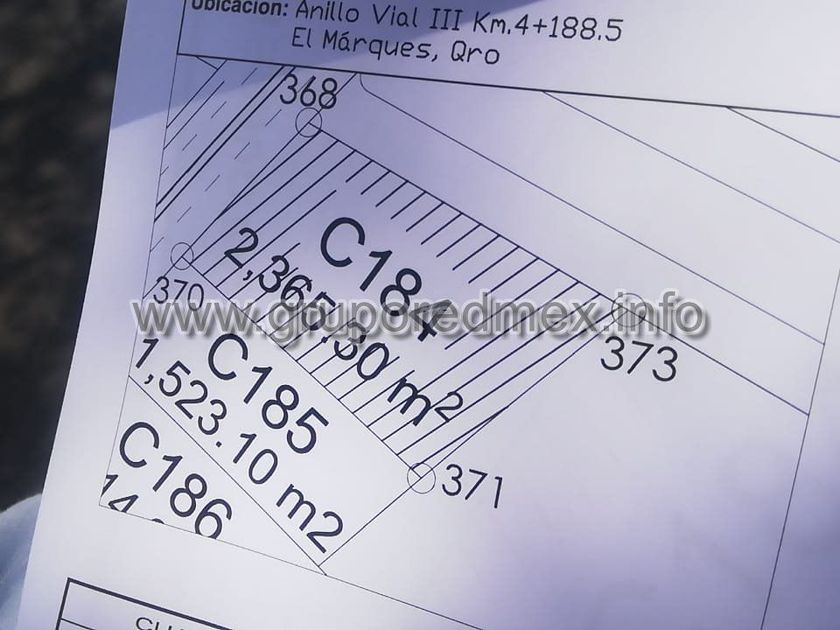 Ubicación: Anillo Vial III Km.4+188.5
El Márques, Qro
368
C184
2,365.30 m²
370
www.gruporedmex.info
373
C185
1,523.10 m2
371
C186